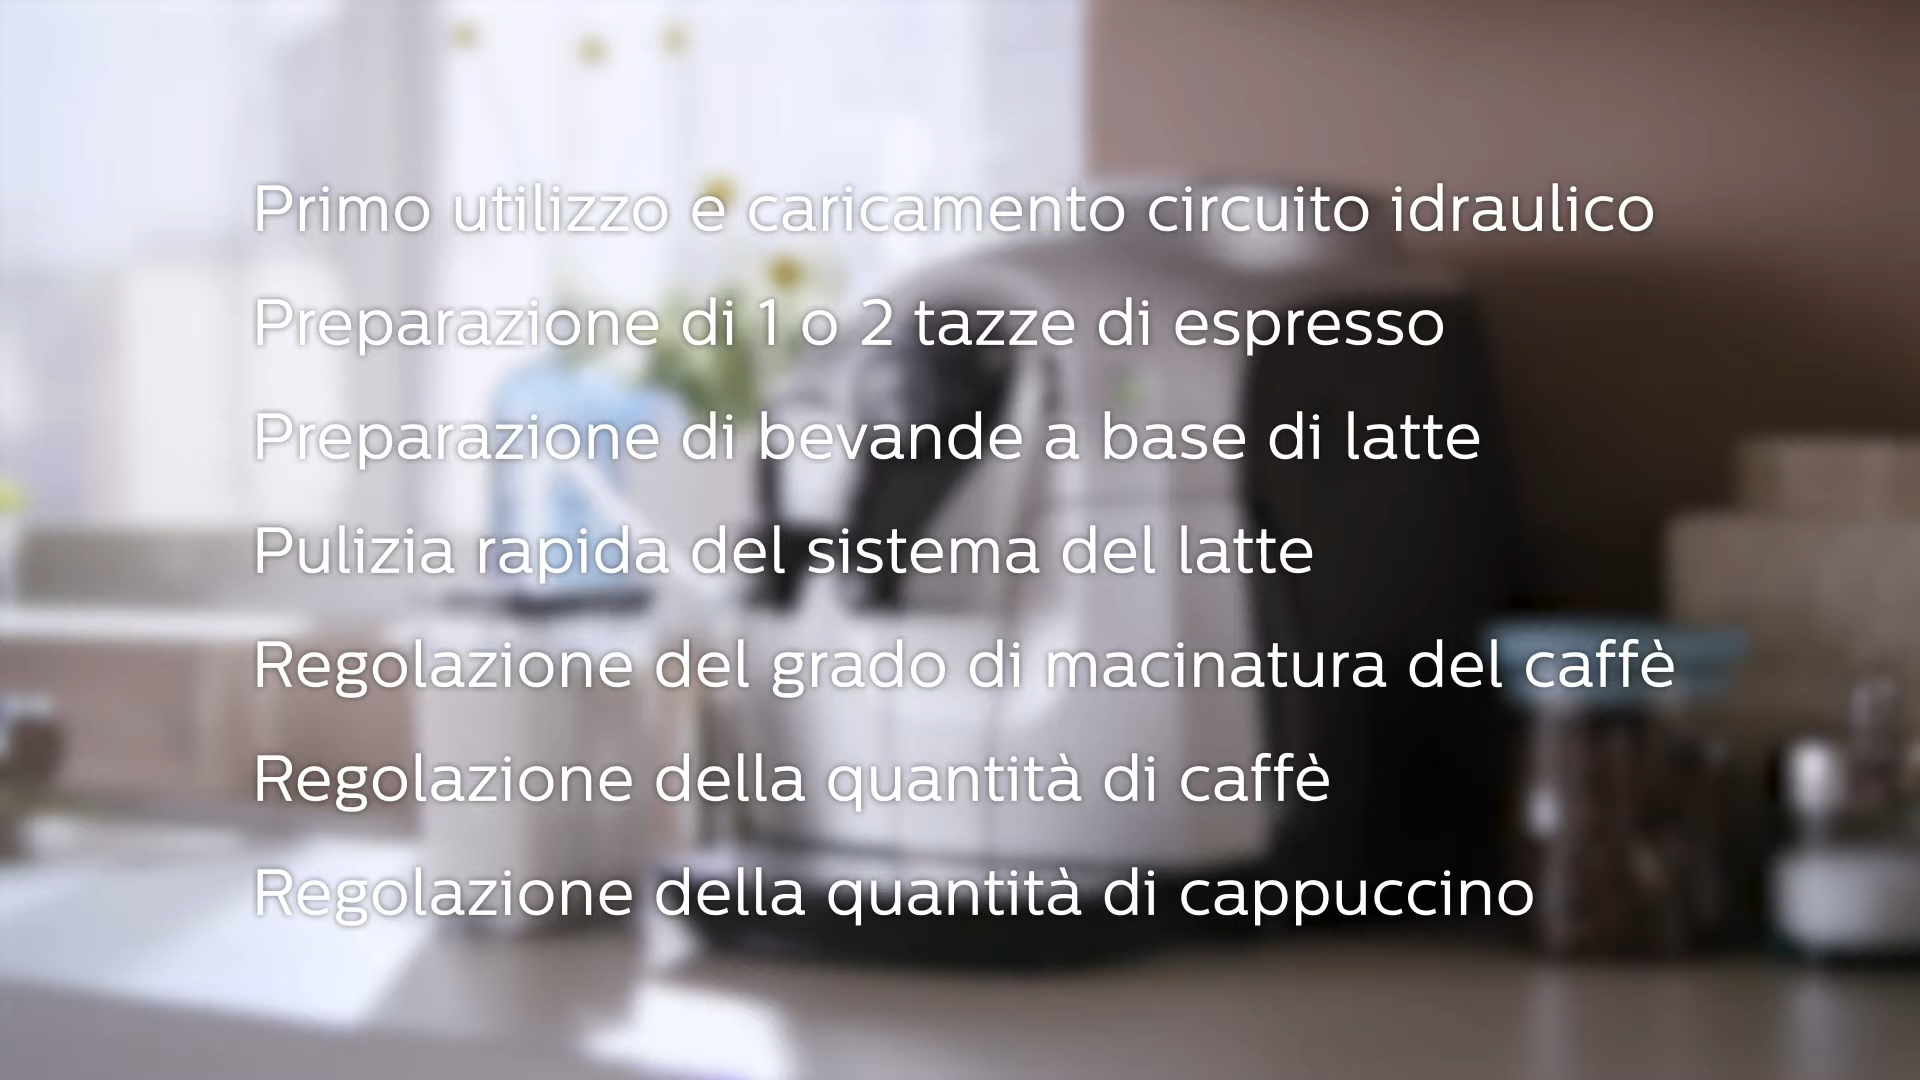 Primo utilizzo e caricamento circuito idraulico
Preparazione di 1 o 2 tazze di espresso
Preparazione di bevande a base di latte
Pulizia rapida del sistema del latte
Regolazione del grado di macinatura del caffè
Regolazione della quantità di caffè
Regolazione della quantità di cappuccino